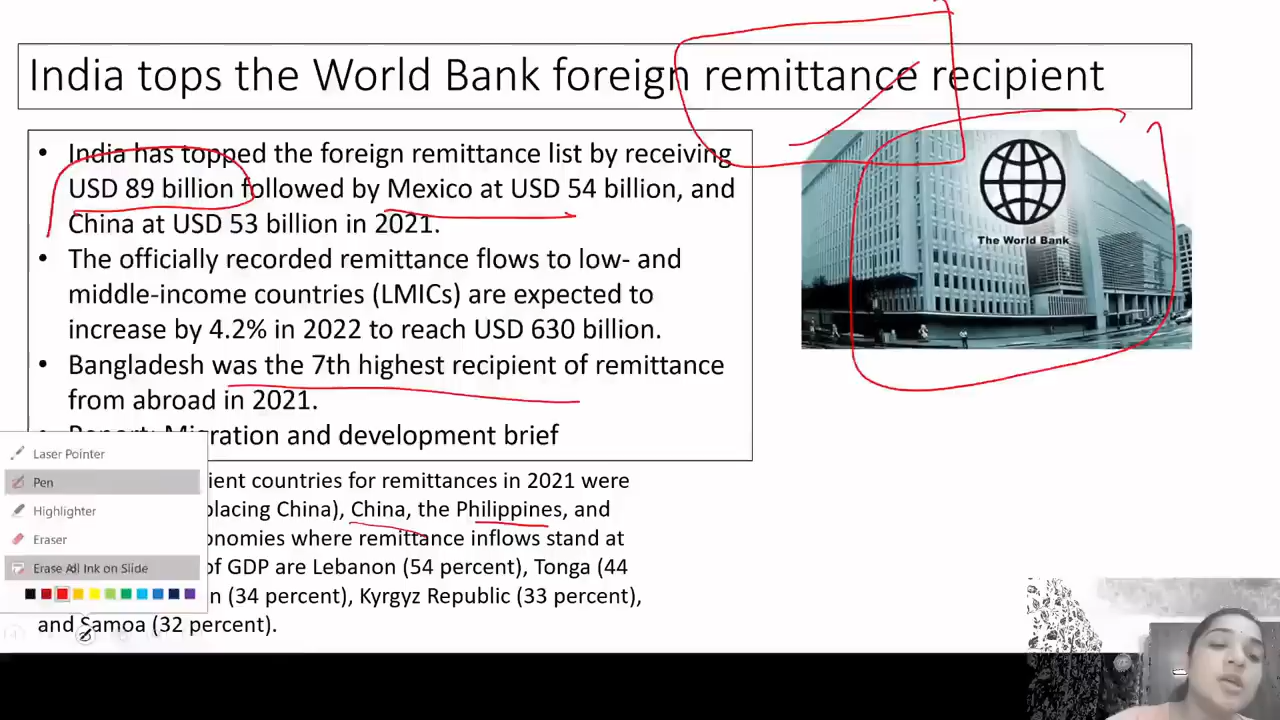 India tops the World Bank foreign remittance recipient
• India has topped the foreign remittance list by receiving
USD 89 billion followed by Mexico at USD 54 billion, and
China at USD 53 billion in 2021.
• The officially recorded remittance flows to low- and
middle-income countries (LMICs) are expected to
increase by 4.2% in 2022 to reach USD 630 billion.
• Bangladesh was the 7th highest recipient of remittance
from abroad in 2021.
• Report: Migration and development brief
The World Bank
Laser Pointer
Pen
Highlighter
Eraser
Erase All Ink on Slide
countries for remittances in 2021 were
China), China, the Philippines, and
where remittance inflows stand at
of GDP are Lebanon (54 percent), Tonga (44
(34 percent), Kyrgyz Republic (33 percent),
and Samoa (32 percent).